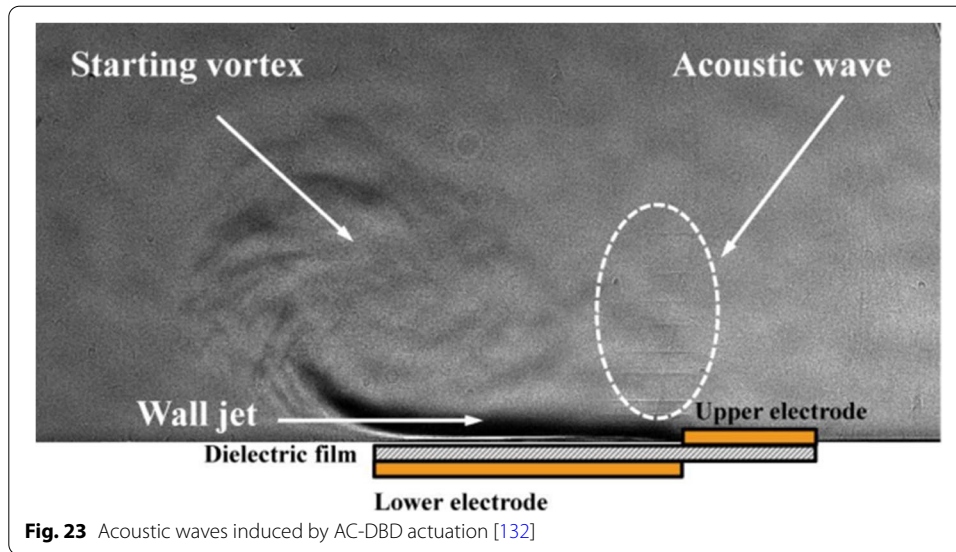 Starting vortex
Acoustic wave
Wall jet
Upper electrode
Dielectric film
Lower electrode
Fig. 23 Acoustic waves induced by AC-DBD actuation [132]